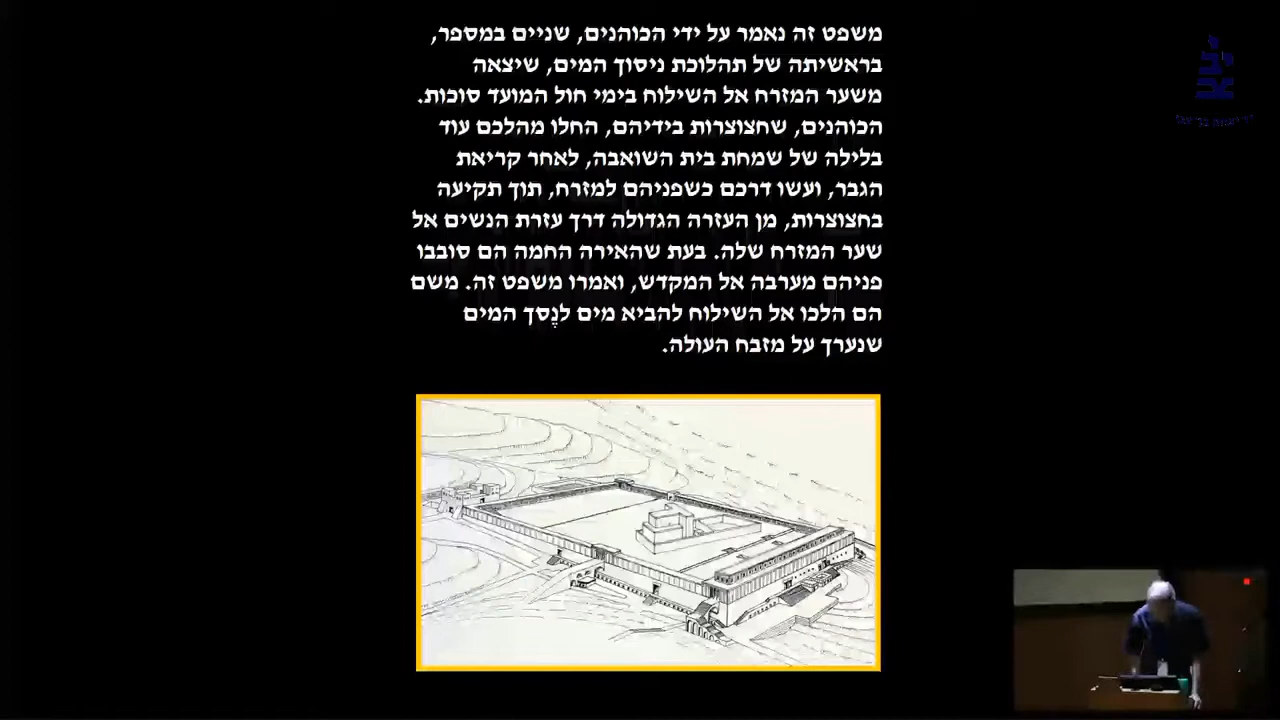 משפט זה נאמר על ידי הכוהנים, שניים במספר,
בראשיתה של תהלוכת ניסוך המים, שיצאה
משער המזרח אל השילוח בימי חול המועד סוכות.
הכוהנים, שחצוצרות בידיהם, החלו מהלכם עוד
בלילה של שמחת בית השואבה, לאחר קריאת
הגבר, ועשו דרכם כשפניהם למזרח, תוך תקיעה
בחצוצרות, מן העזרה הגדולה דרך עזרת הנשים אל
שער המזרח שלה. בעת שהאירה החמה הם סובבו
פניהם מערבה אל המקדש, ואמרו משפט זה. משם
הם הלכו אל השילוח להביא מים לנֶסך המים
שנערך על מזבח העולה.
יד יצחק בן-צבי